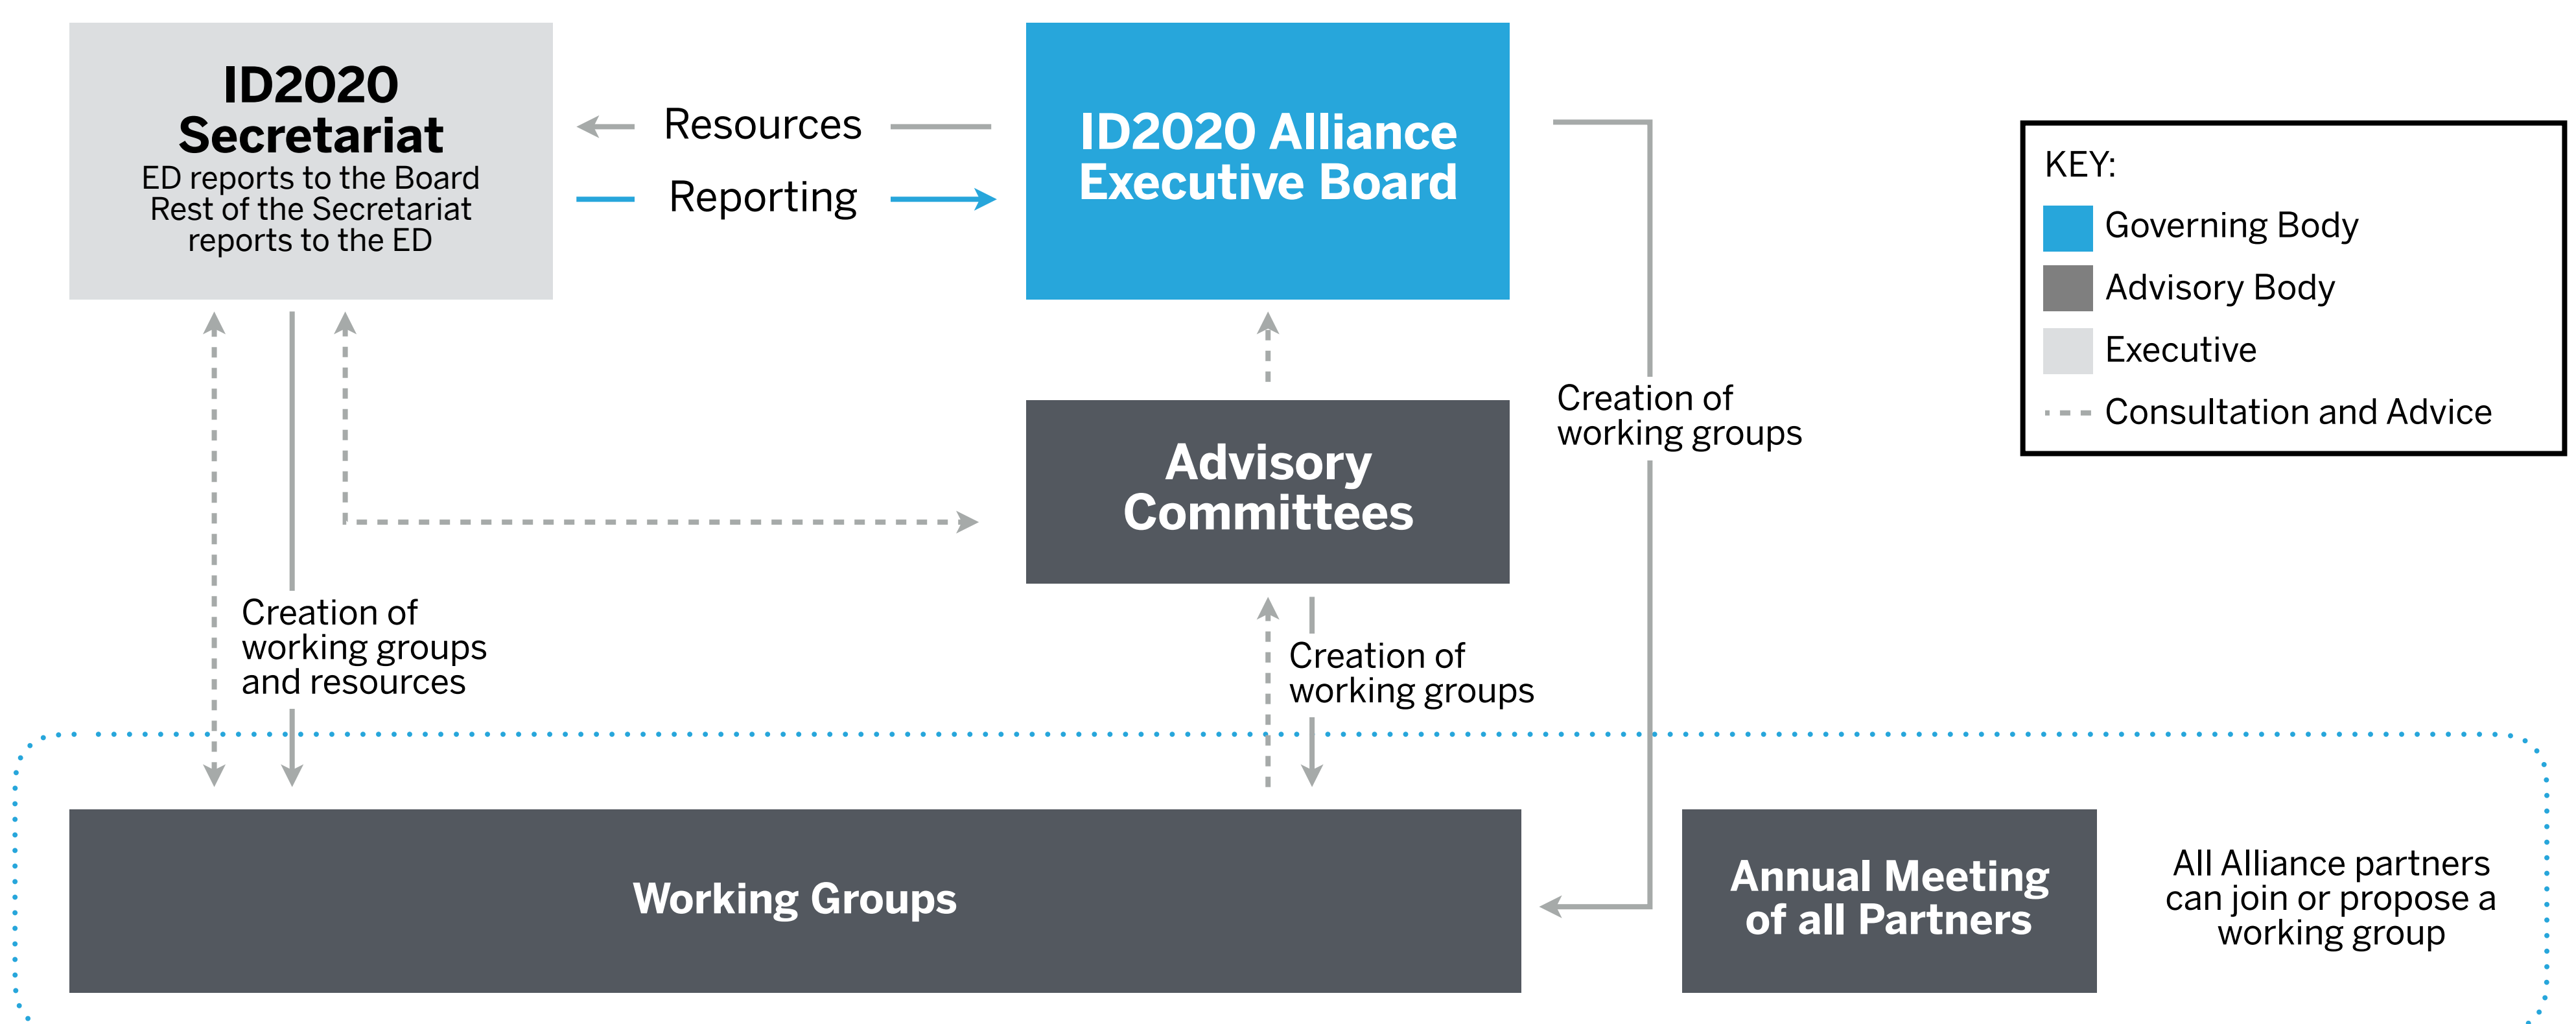 ID2020
Secretariat
ED reports to the Board
Rest of the Secretariat
reports to the ED
Resources
Reporting
ID2020 Alliance
Executive Board
KEY:
Governing Body
Advisory Body
Executive
Consultation and Advice
Creation of
working groups
Advisory
Committees
Creation of
working groups
and resources
Creation of
working groups
Working Groups
Annual Meeting
of all Partners
All Alliance partners
can join or propose a
working group